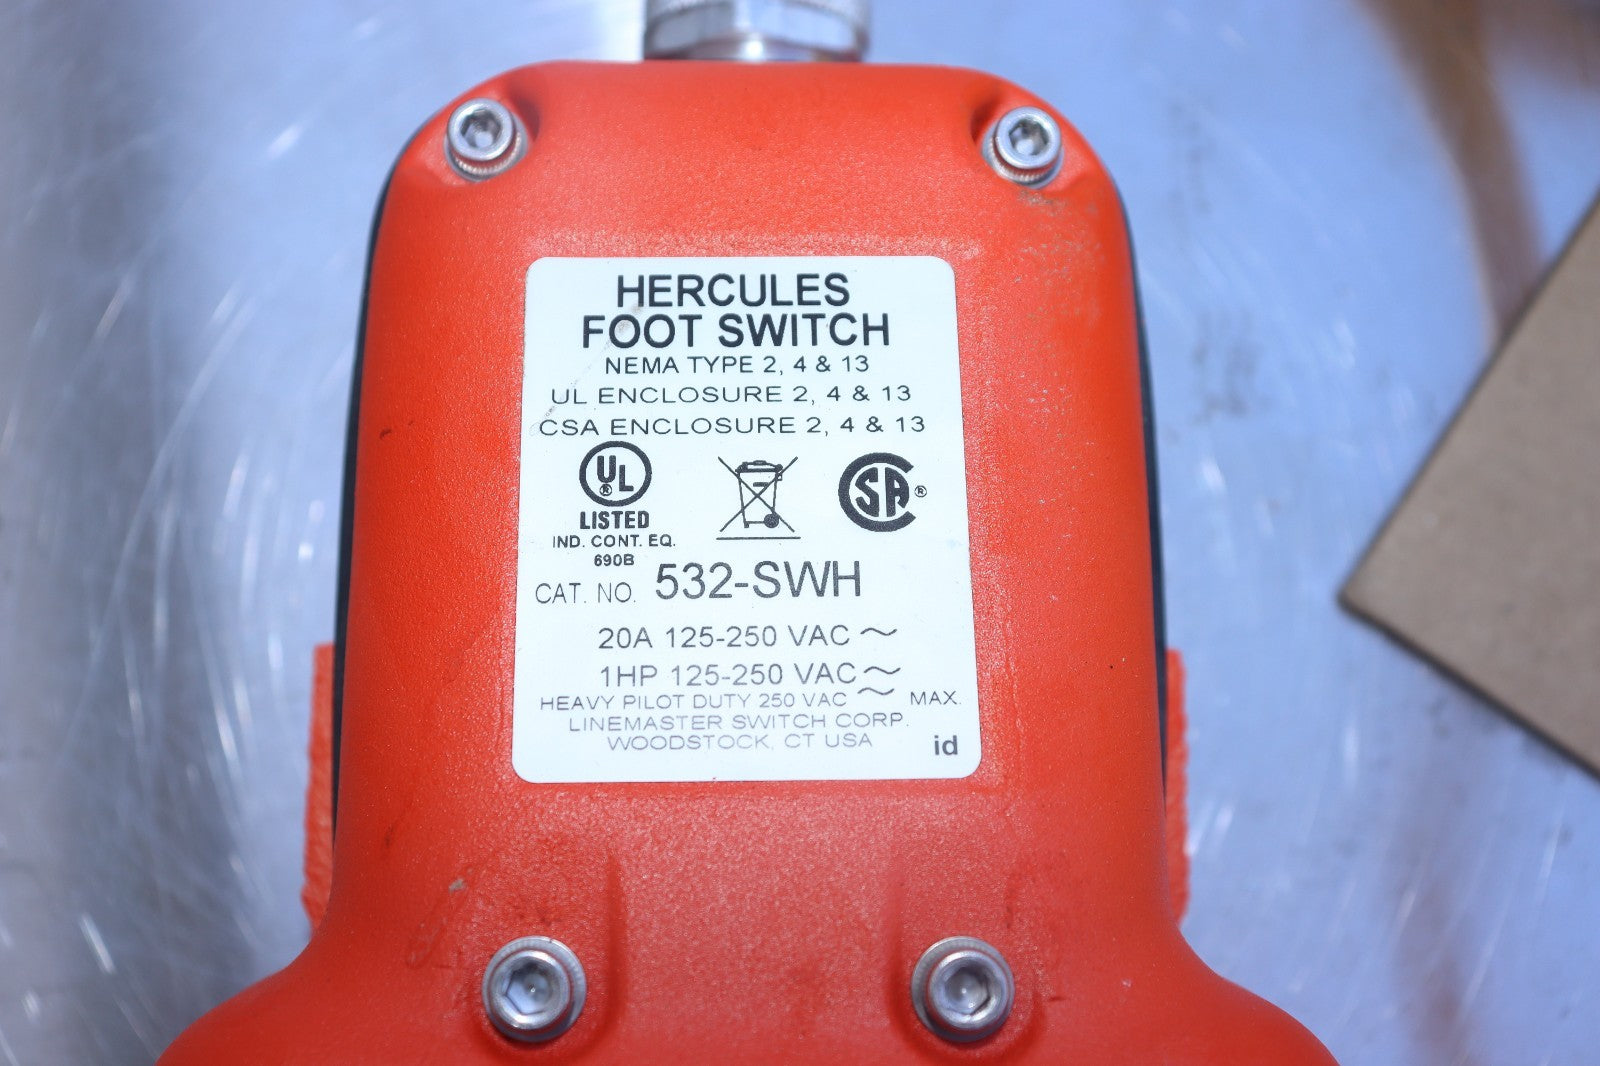 HERCULES
FOOT SWITCH
NEMA TYPE 2, 4 & 13
UL ENCLOSURE 2, 4 & 13
CSA ENCLOSURE 2, 4 & 13
UL ® SA ®
LISTED
IND. CONT. EQ.
690B
CAT. NO. 532-SWH
20A 125-250 VAC ~
1HP 125-250 VAC ~
HEAVY PILOT DUTY 250 VAC ~ MAX.
LINEMASTER SWITCH CORP.
WOODSTOCK, CT USA
id